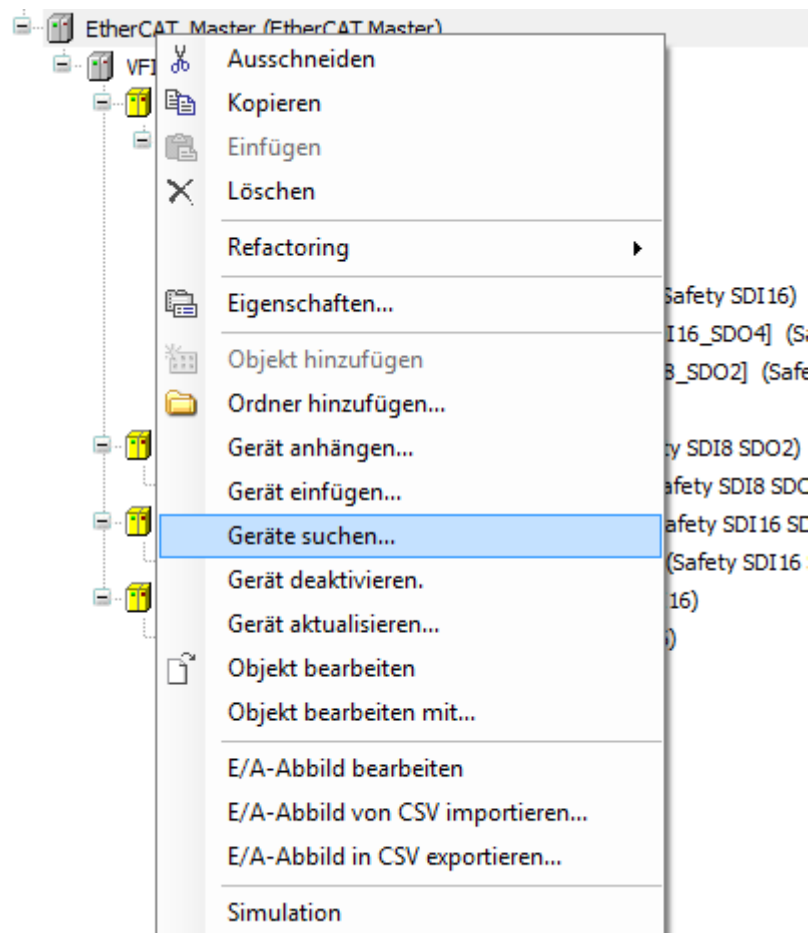 EtherCAT_Master (EtherCAT Master)
VFI
Ausschneiden
Kopieren
Einfügen
Löschen
Refactoring
Eigenschaften...
Safety SDI16)
I16_SDO4] (Sa
Objekt hinzufügen
8_SDO2] (Safe
Ordner hinzufügen...
Gerät anhängen...
ty SDI8 SDO2)
Gerät einfügen...
afety SDI8 SDO
Geräte suchen...
afety SDI16 SD
(Safety SDI16
Gerät deaktivieren.
16)
Gerät aktualisieren...
Objekt bearbeiten
Objekt bearbeiten mit...
E/A-Abbild bearbeiten
E/A-Abbild von CSV importieren...
E/A-Abbild in CSV exportieren...
Simulation